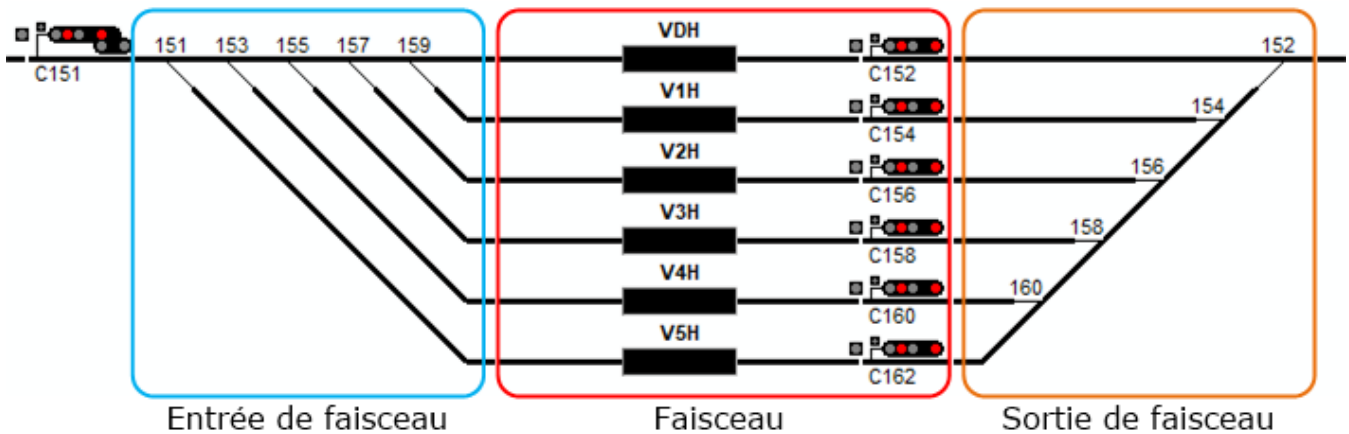 VDH
151 153 155 157 159 152
C151 C152
V1H
154
C154
V2H
156
C156
V3H
158
C158
V4H
160
C160
V5H
C162
Entrée de faisceau Faisceau Sortie de faisceau